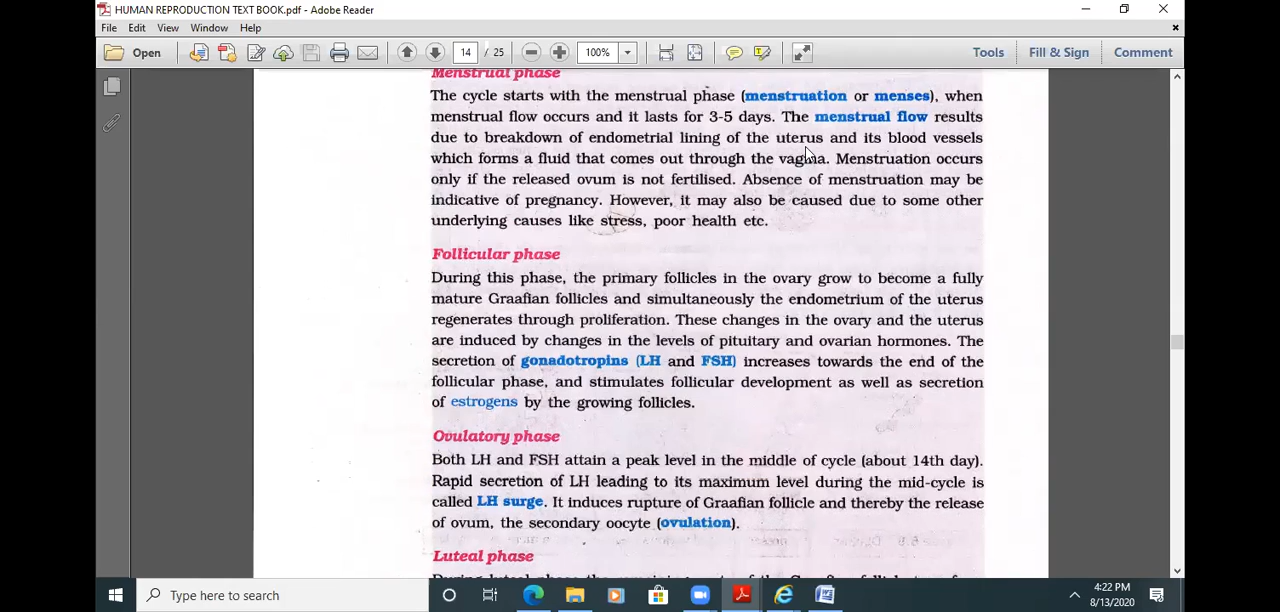 HUMAN REPRODUCTION TEXT BOOK.pdf - Adobe Reader
File Edit View Window Help
Open 14 / 25 100% Tools Fill & Sign Comment
Menstrual phase
The cycle starts with the menstrual phase (menstruation or menses), when
menstrual flow occurs and it lasts for 3-5 days. The menstrual flow results
due to breakdown of endometrial lining of the uterus and its blood vessels
which forms a fluid that comes out through the vagina. Menstruation occurs
only if the released ovum is not fertilised. Absence of menstruation may be
indicative of pregnancy. However, it may also be caused due to some other
underlying causes like stress, poor health etc.
Follicular phase
During this phase, the primary follicles in the ovary grow to become a fully
mature Graafian follicles and simultaneously the endometrium of the uterus
regenerates through proliferation. These changes in the ovary and the uterus
are induced by changes in the levels of pituitary and ovarian hormones. The
secretion of gonadotropins (LH and FSH) increases towards the end of the
follicular phase, and stimulates follicular development as well as secretion
of estrogens by the growing follicles.
Ovulatory phase
Both LH and FSH attain a peak level in the middle of cycle (about 14th day).
Rapid secretion of LH leading to its maximum level during the mid-cycle is
called LH surge. It induces rupture of Graafian follicle and thereby the release
of ovum, the secondary oocyte (ovulation).
Luteal phase
Type here to search
4:22 PM
8/13/2020